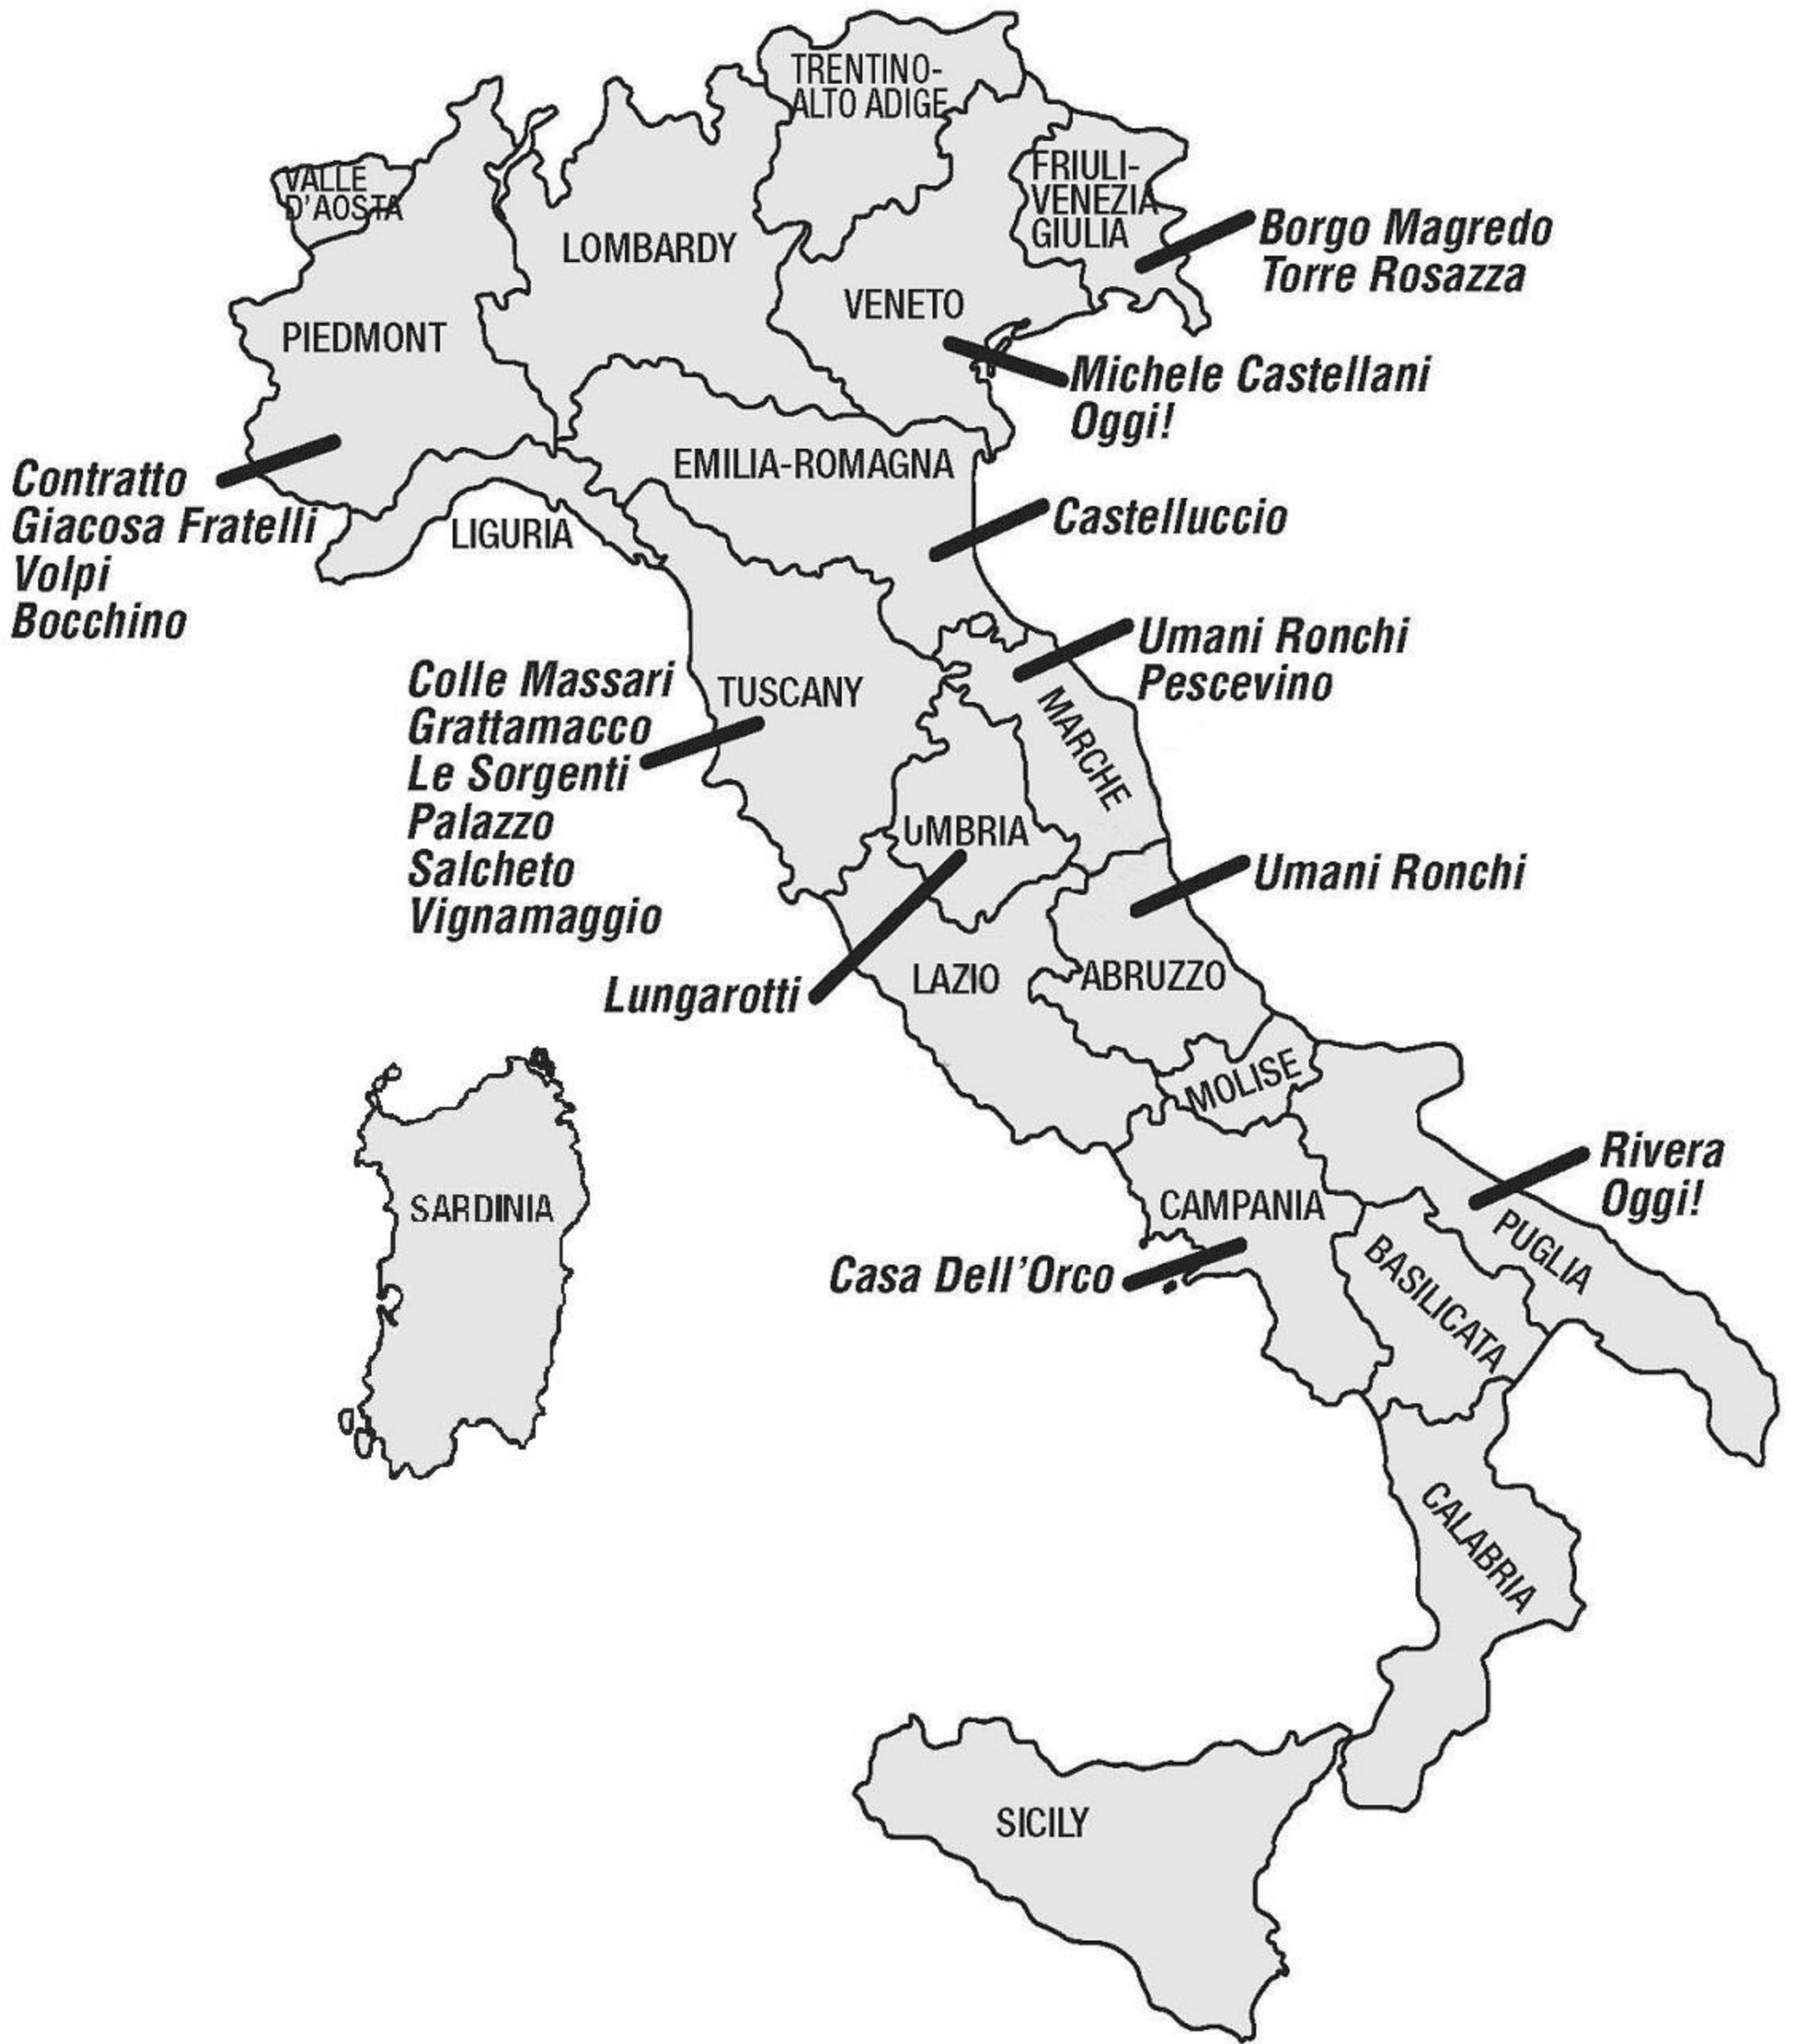 TRENTINO-
ALTO ADIGE
VALLE
D'AOSTA
FRIULI-
VENEZIA
GIULIA
LOMBARDY
Borgo Magredo
Torre Rosazza
VENETO
PIEDMONT
Michele Castellani
Oggi!
EMILIA-ROMAGNA
Contratto
Giacosa Fratelli
Volpi
Bocchino
LIGURIA
Castelluccio
Umani Ronchi
Pescevino
Colle Massari
Grattamacco
Le Sorgenti
Palazzo
Salcheto
Vignamaggio
TUSCANY
MARCHE
UMBRIA
Umani Ronchi
Lungarotti
LAZIO
ABRUZZO
MOLISE
Rivera
Oggi!
SARDINIA
CAMPANIA
PUGLIA
Casa Dell'Orco
BASILICATA
CALABRIA
SICILY